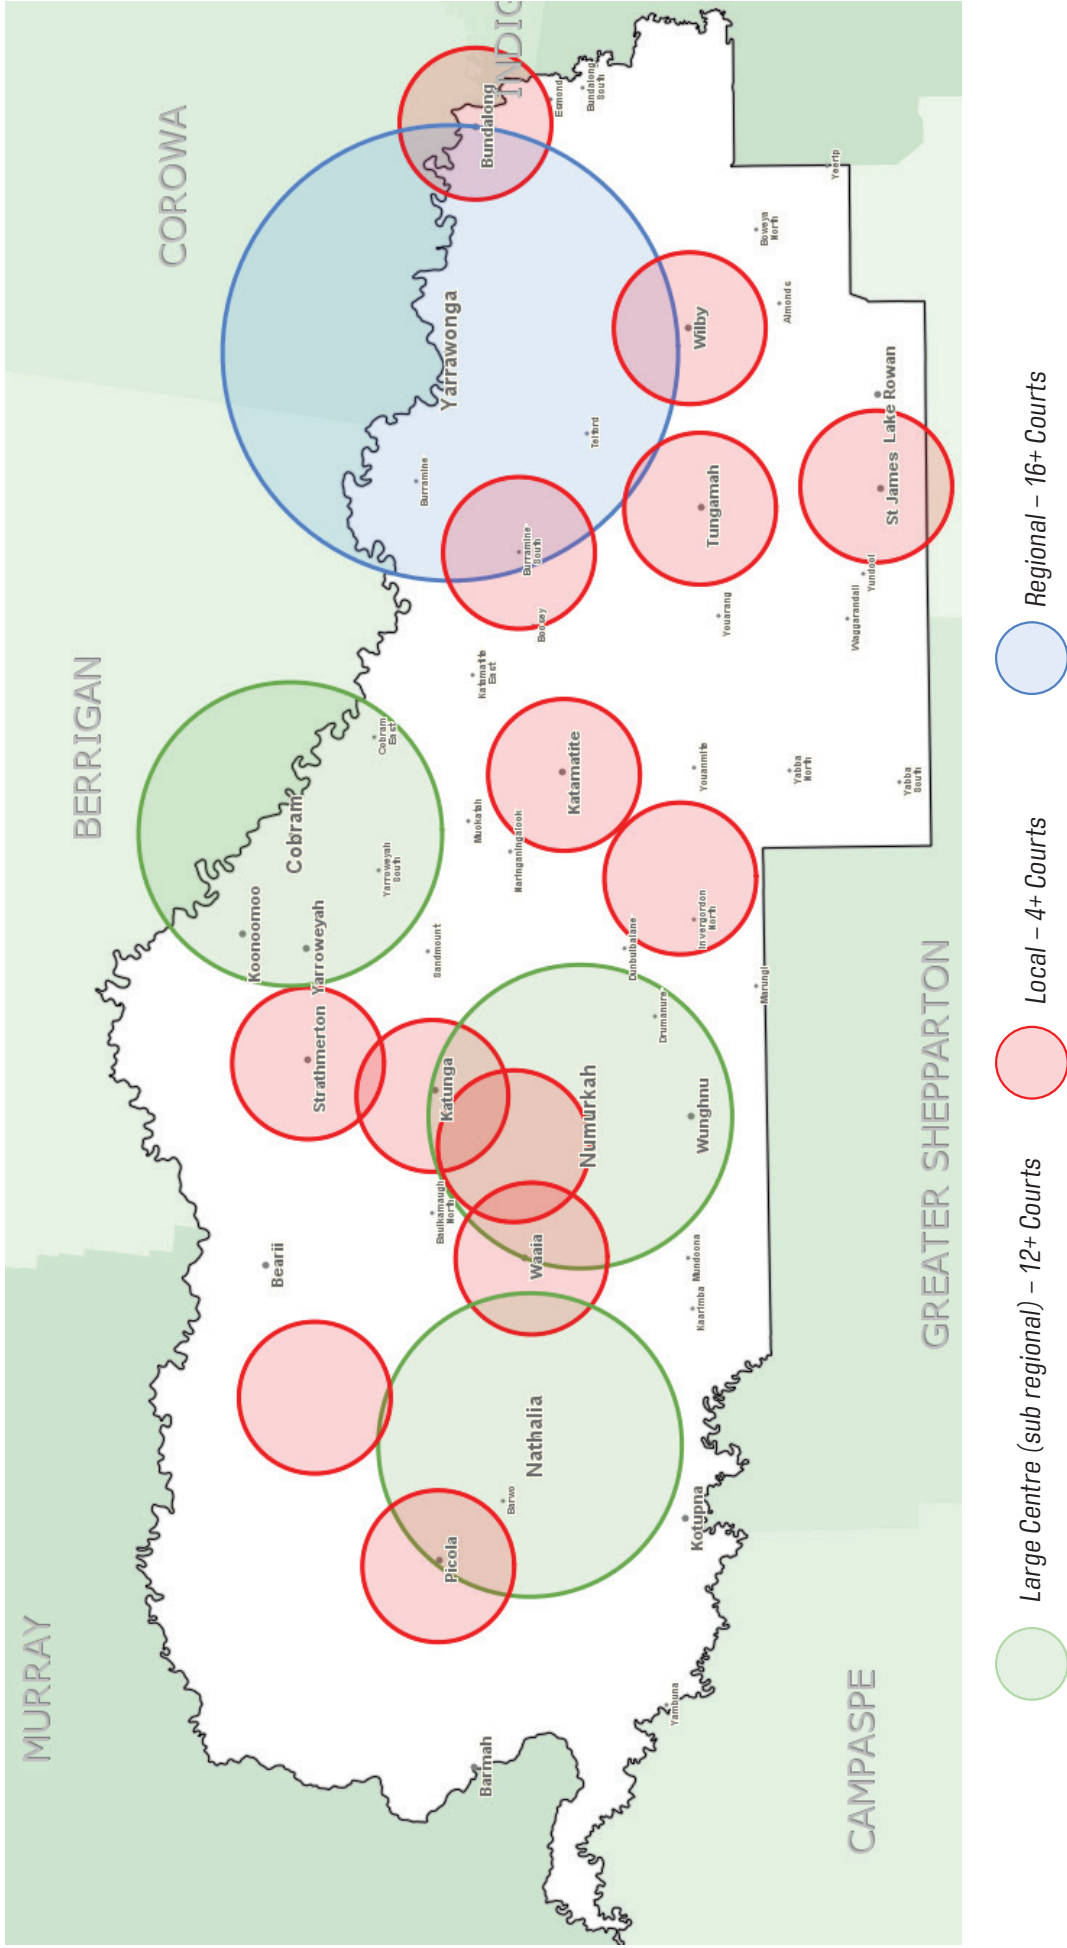 MURRAY
BERRIGAN
COROWA
INDIG
Koonoomoo
Cobram
Yarroweyah
Strathmerton
Bearii
Cobram
East
Yarroweyah
South
Sandmount
Muckatah
Naringaningalook
Katamatite
East
Katamatite
Katunga
Baulkamaugh
North
Numurkah
Waaia
Wunghnu
Drumanure
Dunbulbalane
Invergordon
North
Marungi
Mundoona
Kaarimba
Nathalia
Barwo
Picola
Kotupna
Yambuna
Barmah
Yarrawonga
Burramine
Burramine
South
Boosey
Telford
Bundalong
Esmond
Bundalong
South
Wilby
Tungamah
Youarang
Youanmite
Yabba
North
Yabba
South
Boweya
North
Almonds
Yeerip
Lake Rowan
St James
Yundool
Waggarandall
GREATER SHEPPARTON
CAMPASPE
Large Centre (sub regional) – 12+ Courts
Local – 4+ Courts
Regional – 16+ Courts